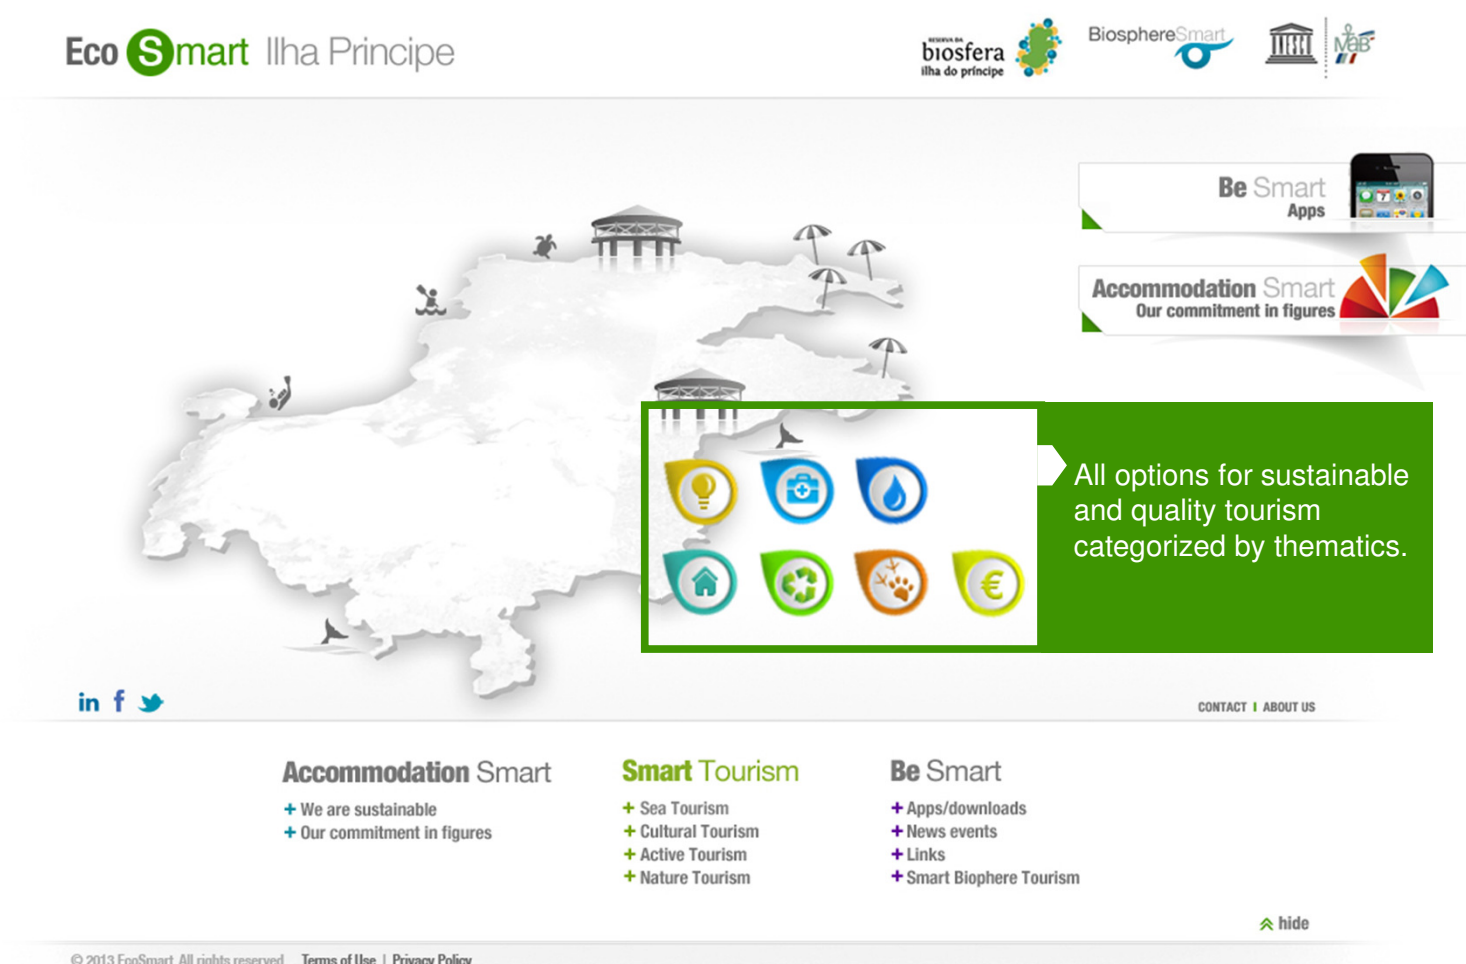 Eco Smart Ilha Principe
RESERVA DA
biosfera
ilha do príncipe
BiosphereSmart
UNESCO
MaB
Be Smart
Apps
Accommodation Smart
Our commitment in figures
All options for sustainable
and quality tourism
categorized by thematics.
€
in f
CONTACT I ABOUT US
Accommodation Smart
+ We are sustainable
+ Our commitment in figures
Smart Tourism
+ Sea Tourism
+ Cultural Tourism
+ Active Tourism
+ Nature Tourism
Be Smart
+ Apps/downloads
+ News events
+ Links
+ Smart Biophere Tourism
hide
© 2013 EcoSmart. All rights reserved Terms of Use | Privacy Policy